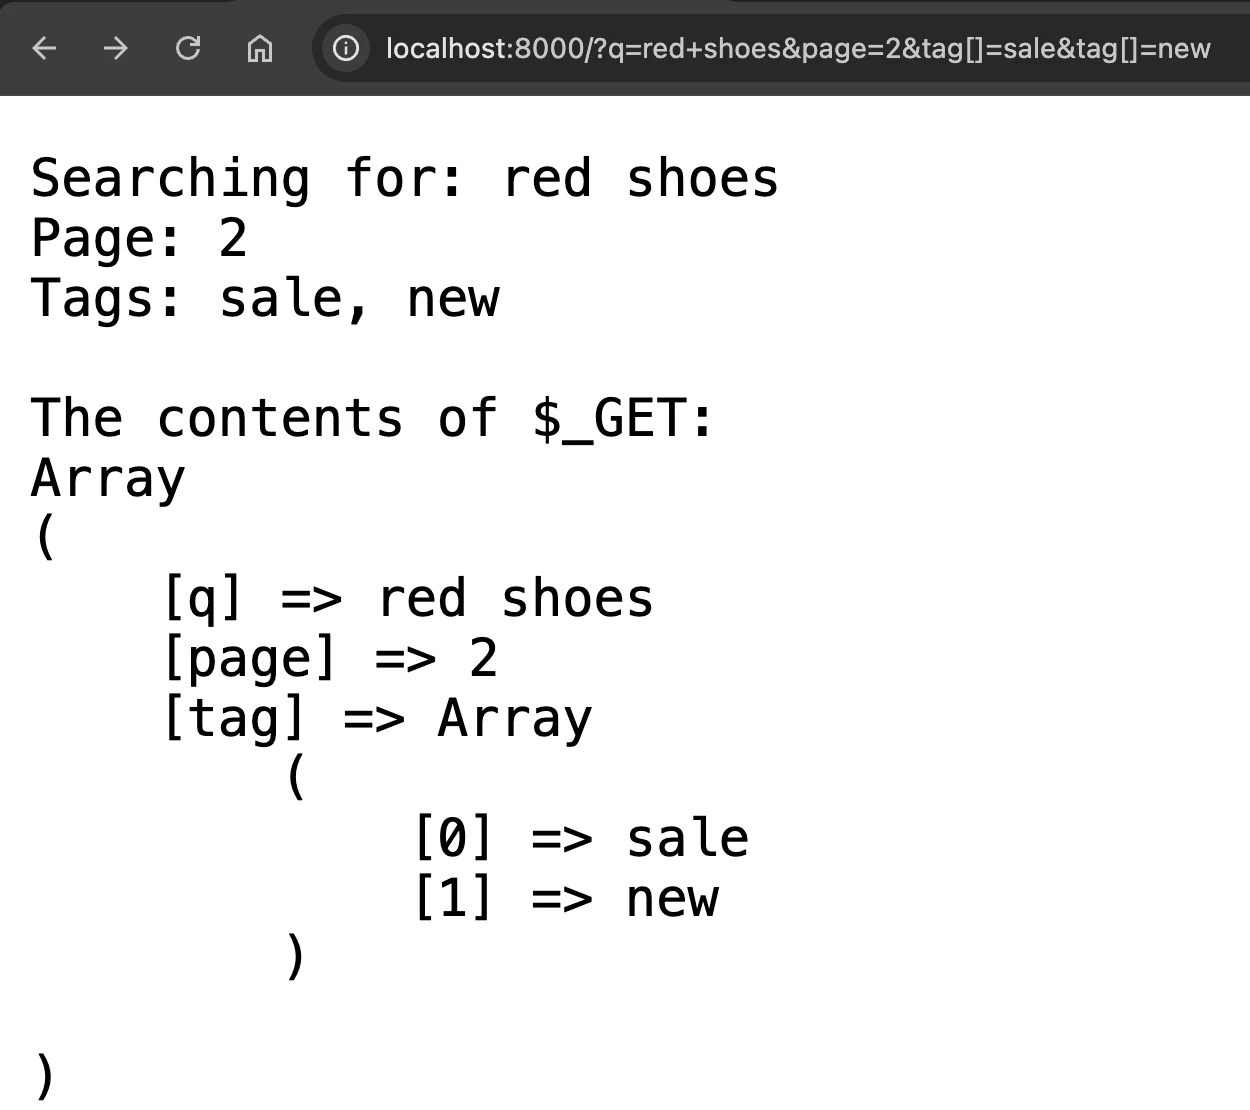 localhost:8000/?q=red+shoes&page=2&tag[]=sale&tag[]=new
Searching for: red shoes
Page: 2
Tags: sale, new
The contents of $_GET:
Array
(
[q] => red shoes
[page] => 2
[tag] => Array
(
[0] => sale
[1] => new
)
)